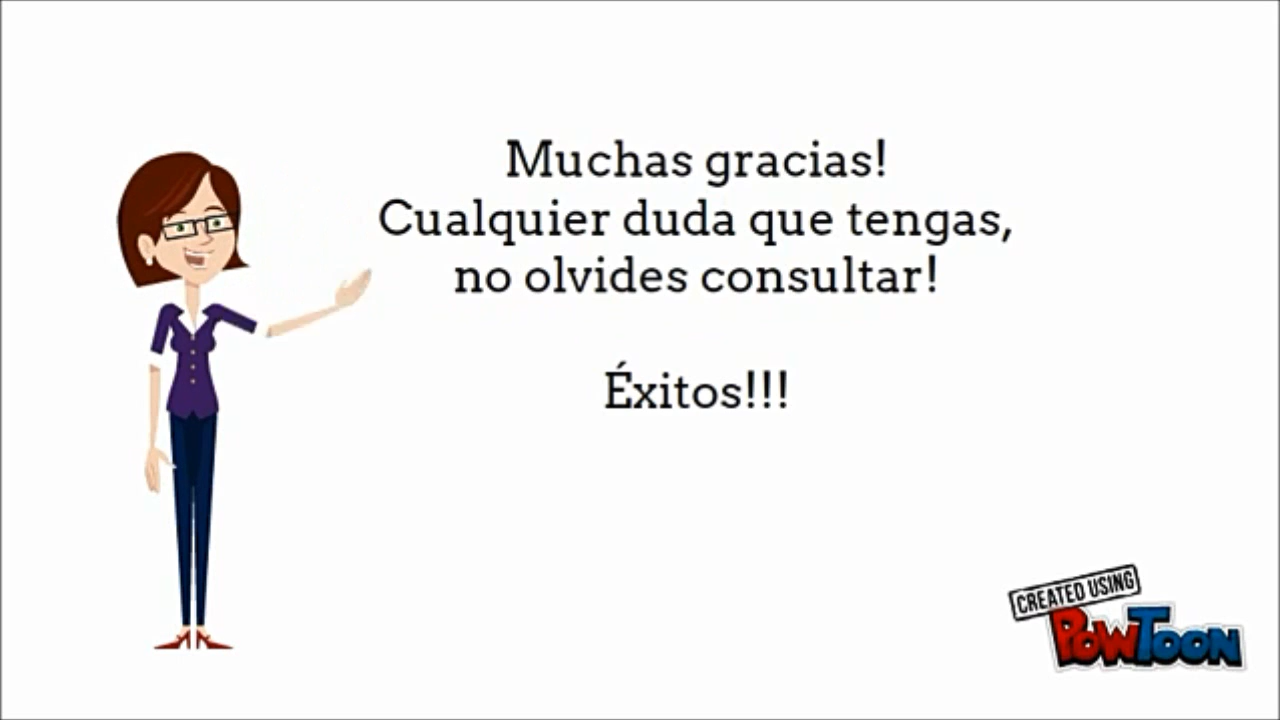 Muchas gracias!
Cualquier duda que tengas,
no olvides consultar!
Éxitos!!!
CREATED USING
POWTOON